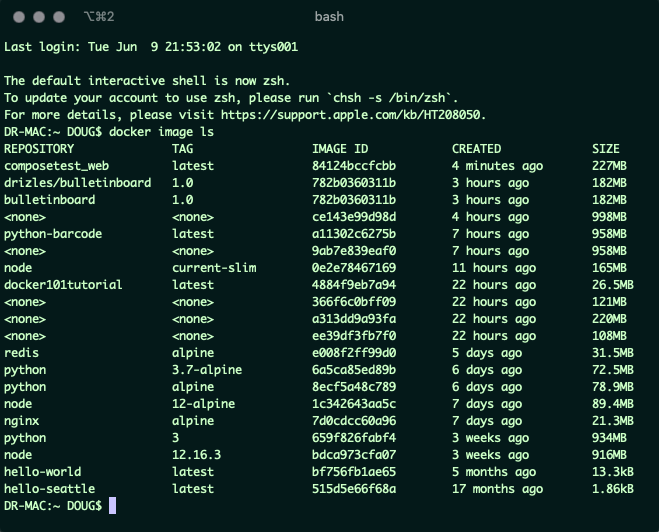 ⌥⌘2 bash
Last login: Tue Jun  9 21:53:02 on ttys001

The default interactive shell is now zsh.
To update your account to use zsh, please run `chsh -s /bin/zsh`.
For more details, please visit https://support.apple.com/kb/HT208050.
DR-MAC:~ DOUG$ docker image ls
REPOSITORY            TAG               IMAGE ID          CREATED           SIZE
composetest_web       latest            84124bccfcbb      4 minutes ago     227MB
drizles/bulletinboard 1.0               782b0360311b      3 hours ago       182MB
bulletinboard         1.0               782b0360311b      3 hours ago       182MB
<none>                <none>            ce143e99d98d      4 hours ago       998MB
python-barcode        latest            a11302c6275b      7 hours ago       958MB
<none>                <none>            9ab7e839eaf0      7 hours ago       958MB
node                  current-slim      0e2e78467169      11 hours ago      165MB
docker101tutorial     latest            4884f9eb7a94      22 hours ago      26.5MB
<none>                <none>            366f6c0bff09      22 hours ago      121MB
<none>                <none>            a313dd9a93fa      22 hours ago      220MB
<none>                <none>            ee39df3fb7f0      22 hours ago      108MB
redis                 alpine            e008f2ff99d0      5 days ago        31.5MB
python                3.7-alpine        6a5ca85ed89b      6 days ago        72.5MB
python                alpine            8ecf5a48c789      6 days ago        78.9MB
node                  12-alpine         1c342643aa5c      7 days ago        89.4MB
nginx                 alpine            7d0cdcc60a96      7 days ago        21.3MB
python                3                 659f826fabf4      3 weeks ago       934MB
node                  12.16.3           bdca973cfa07      3 weeks ago       916MB
hello-world           latest            bf756fb1ae65      5 months ago      13.3kB
hello-seattle         latest            515d5e66f68a      17 months ago     1.86kB
DR-MAC:~ DOUG$